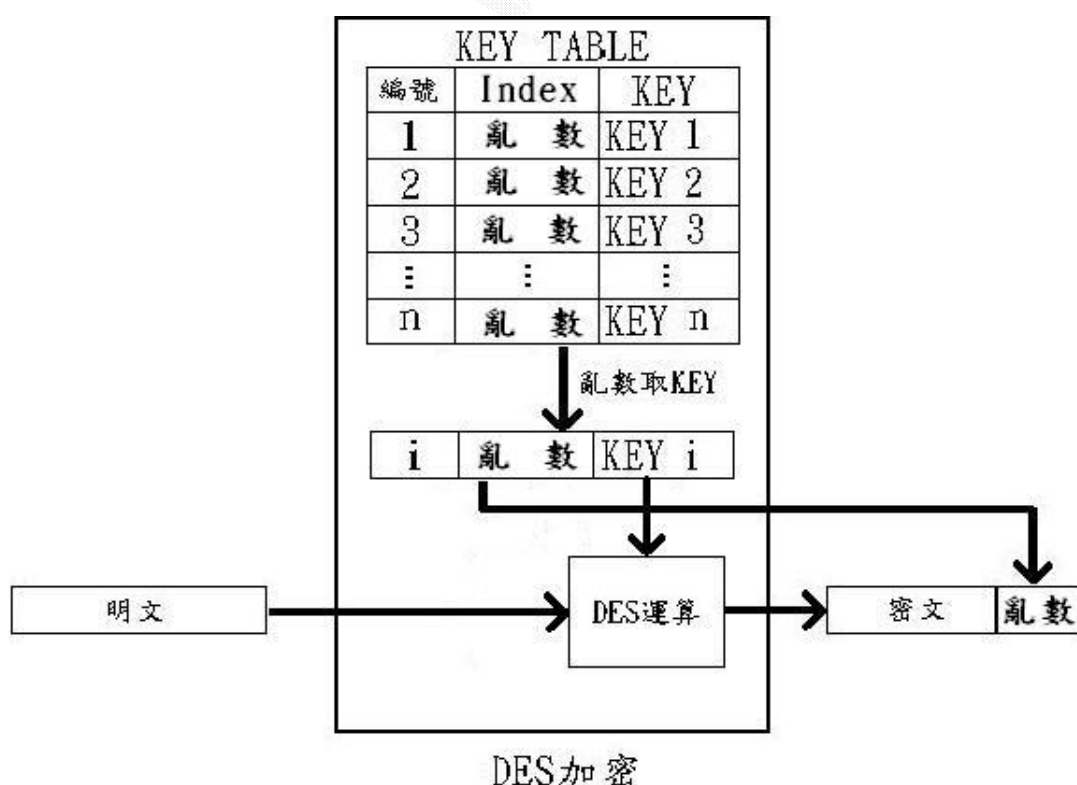 KEY TABLE
編號 Index KEY
1 亂 數 KEY 1
2 亂 數 KEY 2
3 亂 數 KEY 3
⋮ ⋮ ⋮
n 亂 數 KEY n
亂數取KEY
i 亂 數 KEY i
明文 DES運算 密文 亂數
DES加密